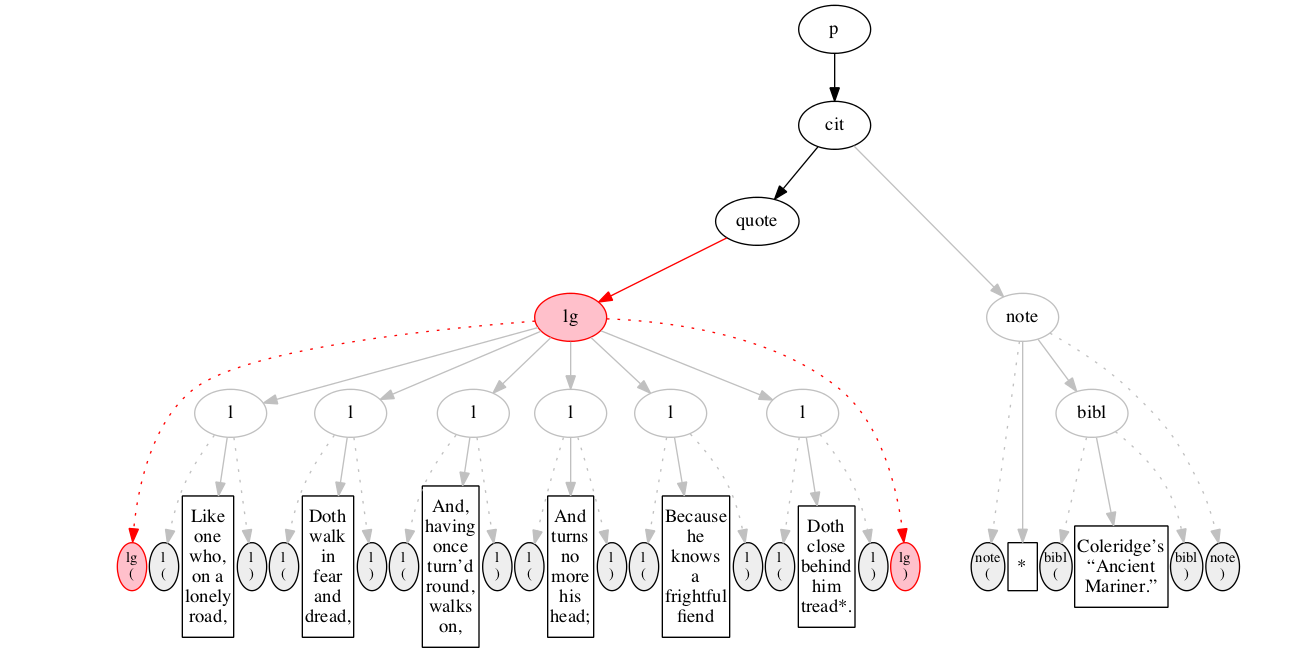 p
cit
quote
lg
note
l
l
l
l
l
l
bibl
lg
(
l
(
Like
one
who,
on a
lonely
road,
l
)
l
(
Doth
walk
in
fear
and
dread,
l
)
l
(
And,
having
once
turn’d
round,
walks
on,
l
)
l
(
And
turns
no
more
his
head;
l
)
l
(
Because
he
knows
a
frightful
fiend
l
)
l
(
Doth
close
behind
him
tread*.
l
)
lg
)
note
(
*
bibl
(
Coleridge’s
“Ancient
Mariner.”
bibl
)
note
)